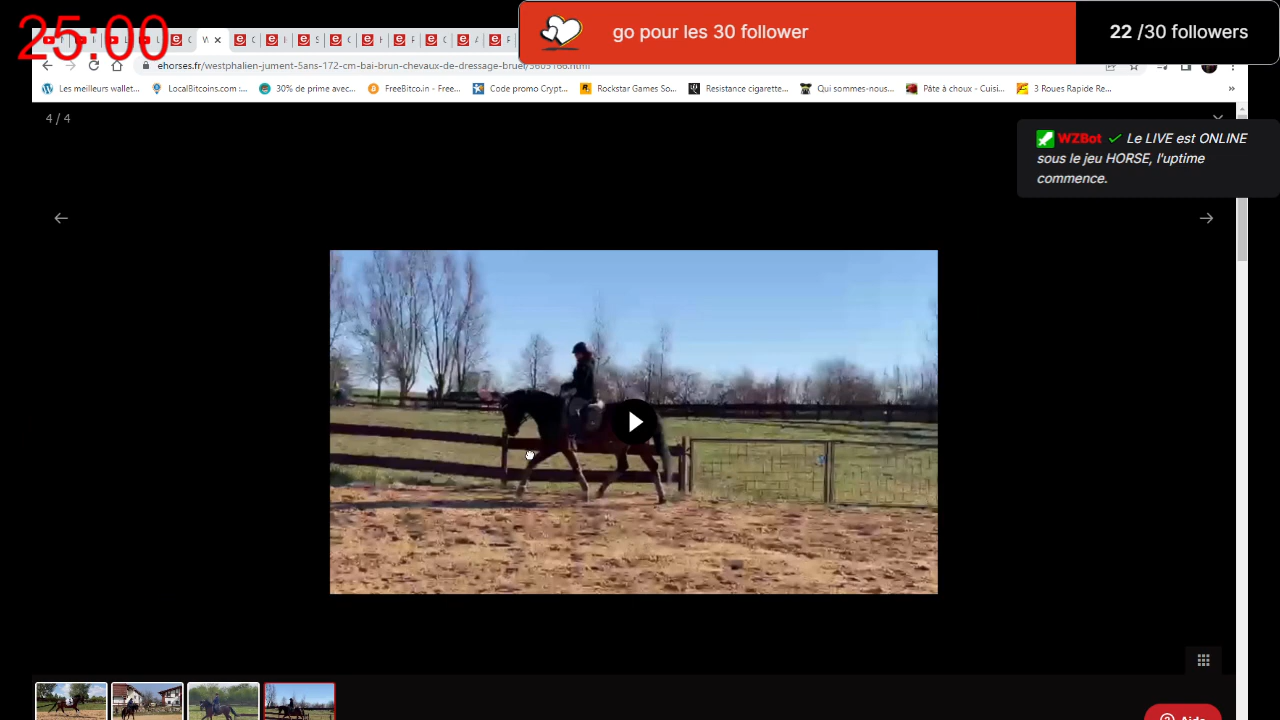 25:00
go pour les 30 follower
22 /30 followers
ehorses.fr/westphalien-jument-5ans-172-cm-bai-brun-chevaux-de-dressage-bruel/3605166.html
Les meilleurs wallet...
LocalBitcoins.com :...
30% de prime avec...
FreeBitco.in - Free...
Code promo Crypt...
Rockstar Games So...
Resistance cigarette...
Qui sommes-nous...
Pâte à choux - Cuisi...
3 Roues Rapide Re...
4 / 4
WZBot Le LIVE est ONLINE
sous le jeu HORSE, l'uptime
commence.